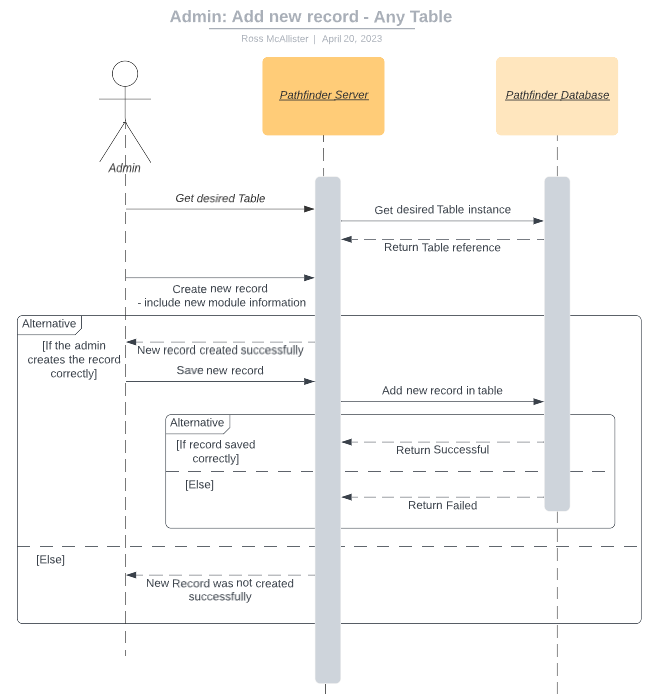 Admin: Add new record - Any Table
Ross McAllister | April 20, 2023
Pathfinder Server
Pathfinder Database
Admin
Get desired Table
Get desired Table instance
Return Table reference
Create new record
- include new module information
Alternative
[If the admin
creates the record
correctly]
New record created successfully
Save new record
Add new record in table
Alternative
[If record saved
correctly]
Return Successful
[Else]
Return Failed
[Else]
New Record was not created
successfully